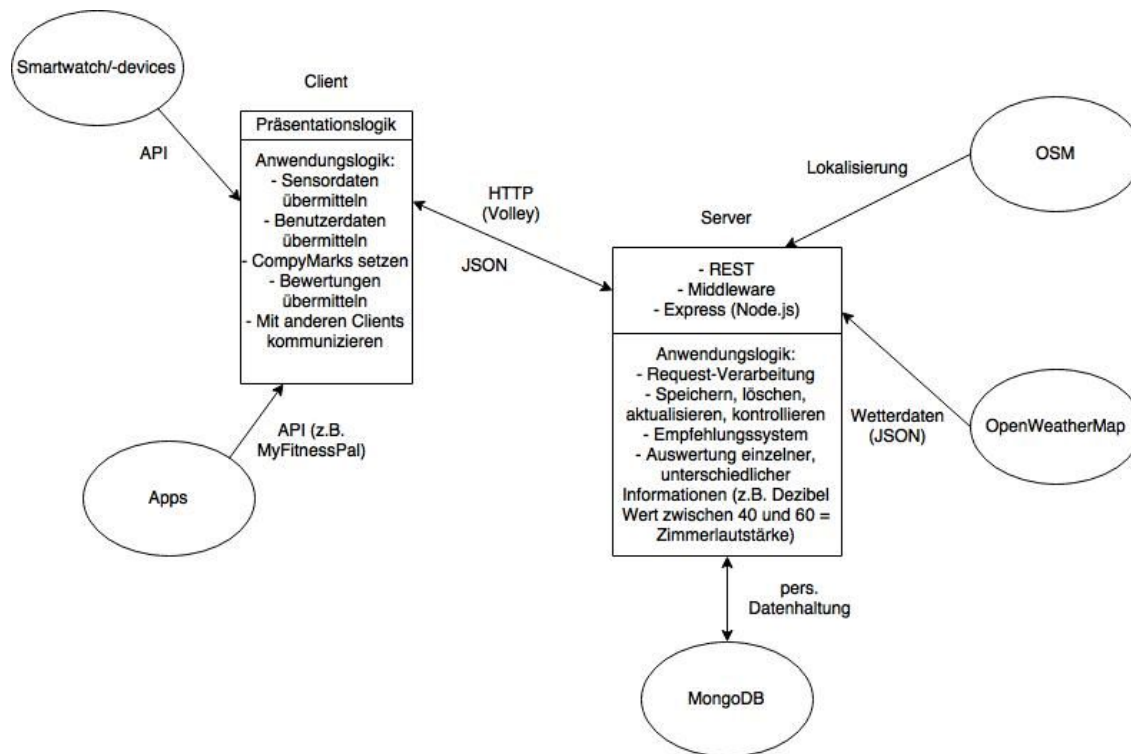 Smartwatch/-devices
Client
Präsentationslogik
API
Anwendungslogik:
- Sensordaten
übermitteln
- Benutzerdaten
übermitteln
- CompyMarks setzen
- Bewertungen
übermitteln
- Mit anderen Clients
kommunizieren
API (z.B.
MyFitnessPal)
Apps
HTTP
(Volley)
JSON
OSM
Lokalisierung
Server
- REST
- Middleware
- Express (Node.js)
Anwendungslogik:
- Request-Verarbeitung
- Speichern, löschen,
aktualisieren, kontrollieren
- Empfehlungssystem
- Auswertung einzelner,
unterschiedlicher
Informationen (z.B. Dezibel
Wert zwischen 40 und 60 =
Zimmerlautstärke)
Wetterdaten
(JSON)
OpenWeatherMap
pers.
Datenhaltung
MongoDB